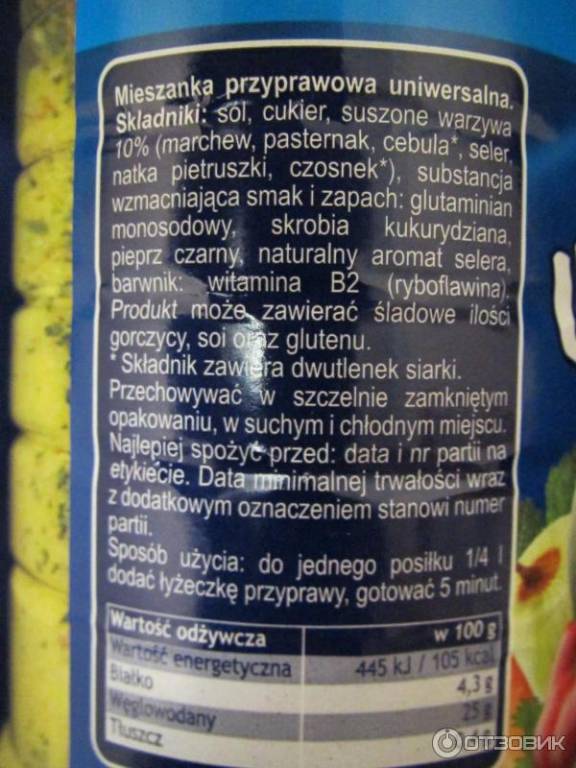 Mieszanka przyprawowa uniwersalna.
Składniki: sól, cukier, suszone warzywa
10% (marchew, pasternak, cebula*, seler,
natka pietruszki, czosnek*), substancja
wzmacniająca smak i zapach: glutaminian
monosodowy, skrobia kukurydziana,
pieprz czarny, naturalny aromat selera,
barwnik: witamina B2 (ryboflawina).
Produkt może zawierać śladowe ilości
gorczycy, soi oraz glutenu.
* Składnik zawiera dwutlenek siarki.
Przechowywać w szczelnie zamkniętym
opakowaniu, w suchym i chłodnym miejscu.
Najlepiej spożyć przed: data i nr partii na
etykiecie. Data minimalnej trwałości wraz
z dodatkowym oznaczeniem stanowi numer
partii.
Sposób użycia: do jednego posiłku 1/4 l
dodać łyżeczkę przyprawy, gotować 5 minut.
Wartość odżywcza w 100 g
Wartość energetyczna 445 kJ / 105 kcal
Białko 4,3 g
Węglowodany 25 g
Tłuszcz
ОТЗОВИК